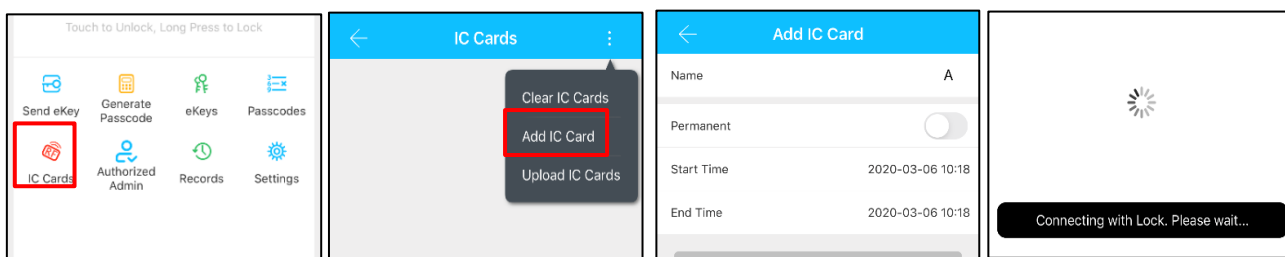 Touch to Unlock, Long Press to Lock
Send eKey
Generate
Passcode
eKeys
Passcodes
IC Cards
Authorized
Admin
Records
Settings
IC Cards
Clear IC Cards
Add IC Card
Upload IC Cards
Add IC Card
Name A
Permanent
Start Time 2020-03-06 10:18
End Time 2020-03-06 10:18
Connecting with Lock. Please wait...